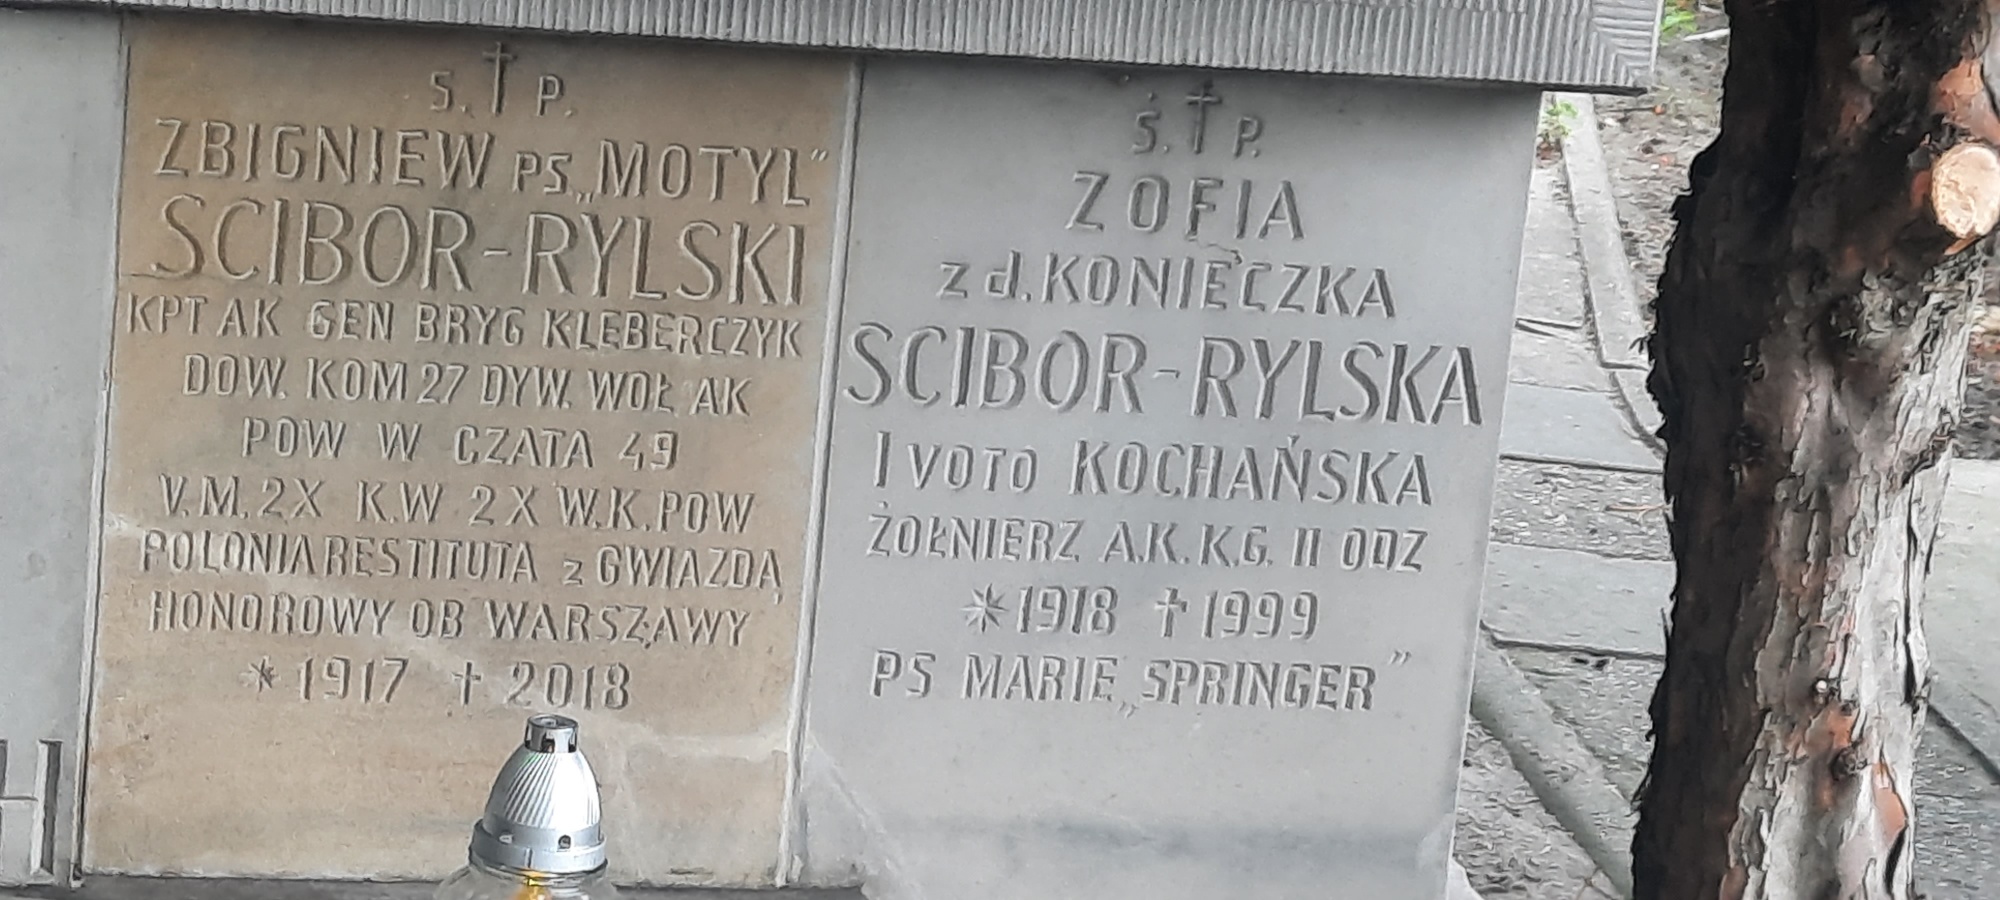 S. † P.
ZBIGNIEW PS „MOTYL”
SCIBOR-RYLSKI
KPT AK GEN BRYG KLEBERCZYK
DOW. KOM 27 DYW. WOŁ AK
POW W CZATA 49
V.M. 2X K.W 2X W.K. POW
POLONIA RESTITUTA z GWIAZDĄ
HONOROWY OB WARSZAWY
* 1917 † 2018
Ś. † P.
ZOFIA
z d. KONIECZKA
SCIBOR-RYLSKA
I VOTO KOCHAŃSKA
ŻOŁNIERZ A.K. K.G. II ODZ
* 1918 † 1999
PS MARIE „SPRINGER”
H